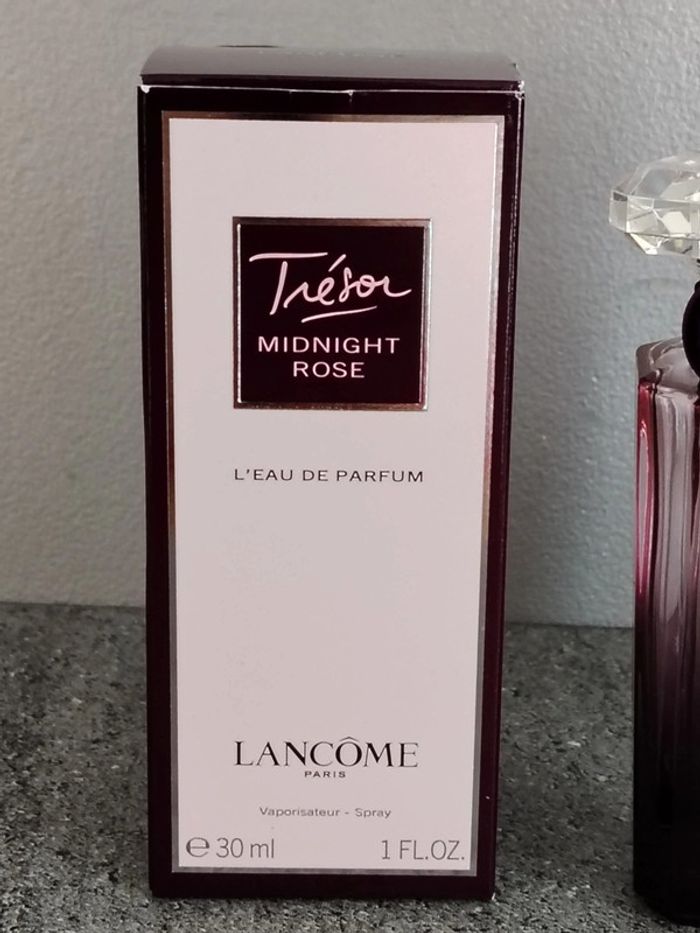 Trésor
MIDNIGHT
ROSE
L'EAU DE PARFUM
LANCÔME
PARIS
Vaporisateur - Spray
℮ 30 ml 1 FL.OZ.